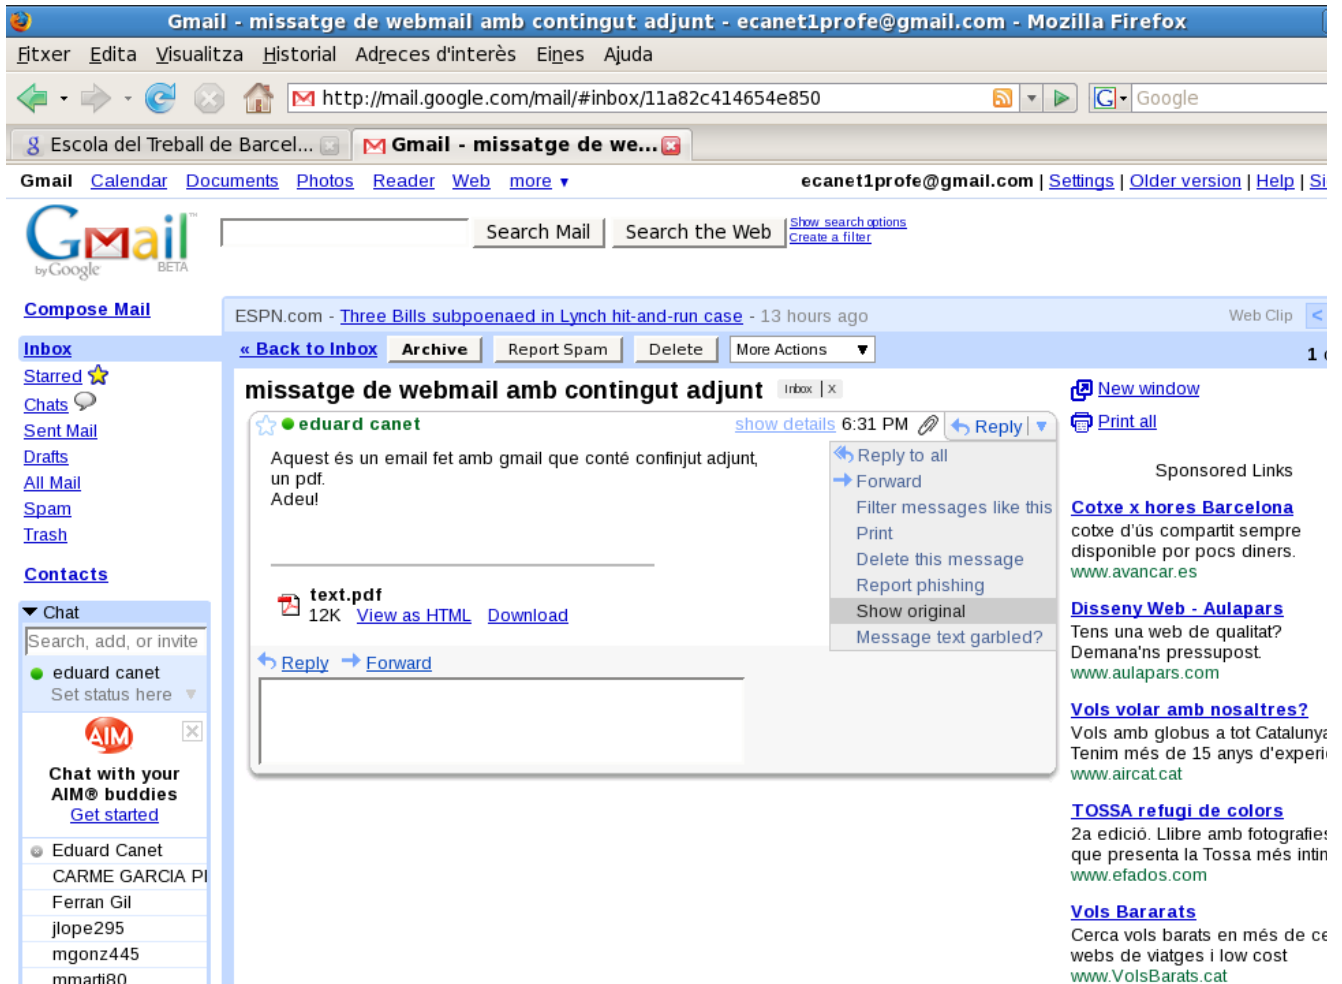 Gmail - missatge de webmail amb contingut adjunt - ecanet1profe@gmail.com - Mozilla Firefox
Fitxer Edita Visualitza Historial Adreces d'interès Eines Ajuda
http://mail.google.com/mail/#inbox/11a82c414654e850 G Google
g Escola del Treball de Barcel... Gmail - missatge de we...
Gmail Calendar Documents Photos Reader Web more ecanet1profe@gmail.com | Settings | Older version | Help |
Gmail by Google BETA
Search Mail Search the Web Show search options
Create a filter
Compose Mail
Inbox
Starred
Chats
Sent Mail
Drafts
All Mail
Spam
Trash
Contacts
Chat
Search, add, or invite
eduard canet
Set status here
AIM
Chat with your
AIM® buddies
Get started
Eduard Canet
CARME GARCIA
Ferran Gil
jlope295
mgonz445
mmarti80
ESPN.com - Three Bills subpoenaed in Lynch hit-and-run case - 13 hours ago Web Clip <
« Back to Inbox Archive Report Spam Delete More Actions 1
missatge de webmail amb contingut adjunt Inbox | X
eduard canet show details 6:31 PM Reply
Aquest és un email fet amb gmail que conté confinjut adjunt,
un pdf.
Adeu!
text.pdf
12K View as HTML Download
Reply Forward
Reply to all
Forward
Filter messages like this
Print
Delete this message
Report phishing
Show original
Message text garbled?
New window
Print all
Sponsored Links
Cotxe x hores Barcelona
cotxe d'ús compartit sempre
disponible por pocs diners.
www.avancar.es
Disseny Web - Aulapars
Tens una web de qualitat?
Demana'ns pressupost.
www.aulapars.com
Vols volar amb nosaltres?
Vols amb globus a tot Catalunya
Tenim més de 15 anys d'experi
www.aircat.cat
TOSSA refugi de colors
2a edició. Llibre amb fotografies
que presenta la Tossa més
www.efados.com
Vols Bararats
Cerca vols barats en més de
webs de viatges i low cost
www.VolsBarats.cat